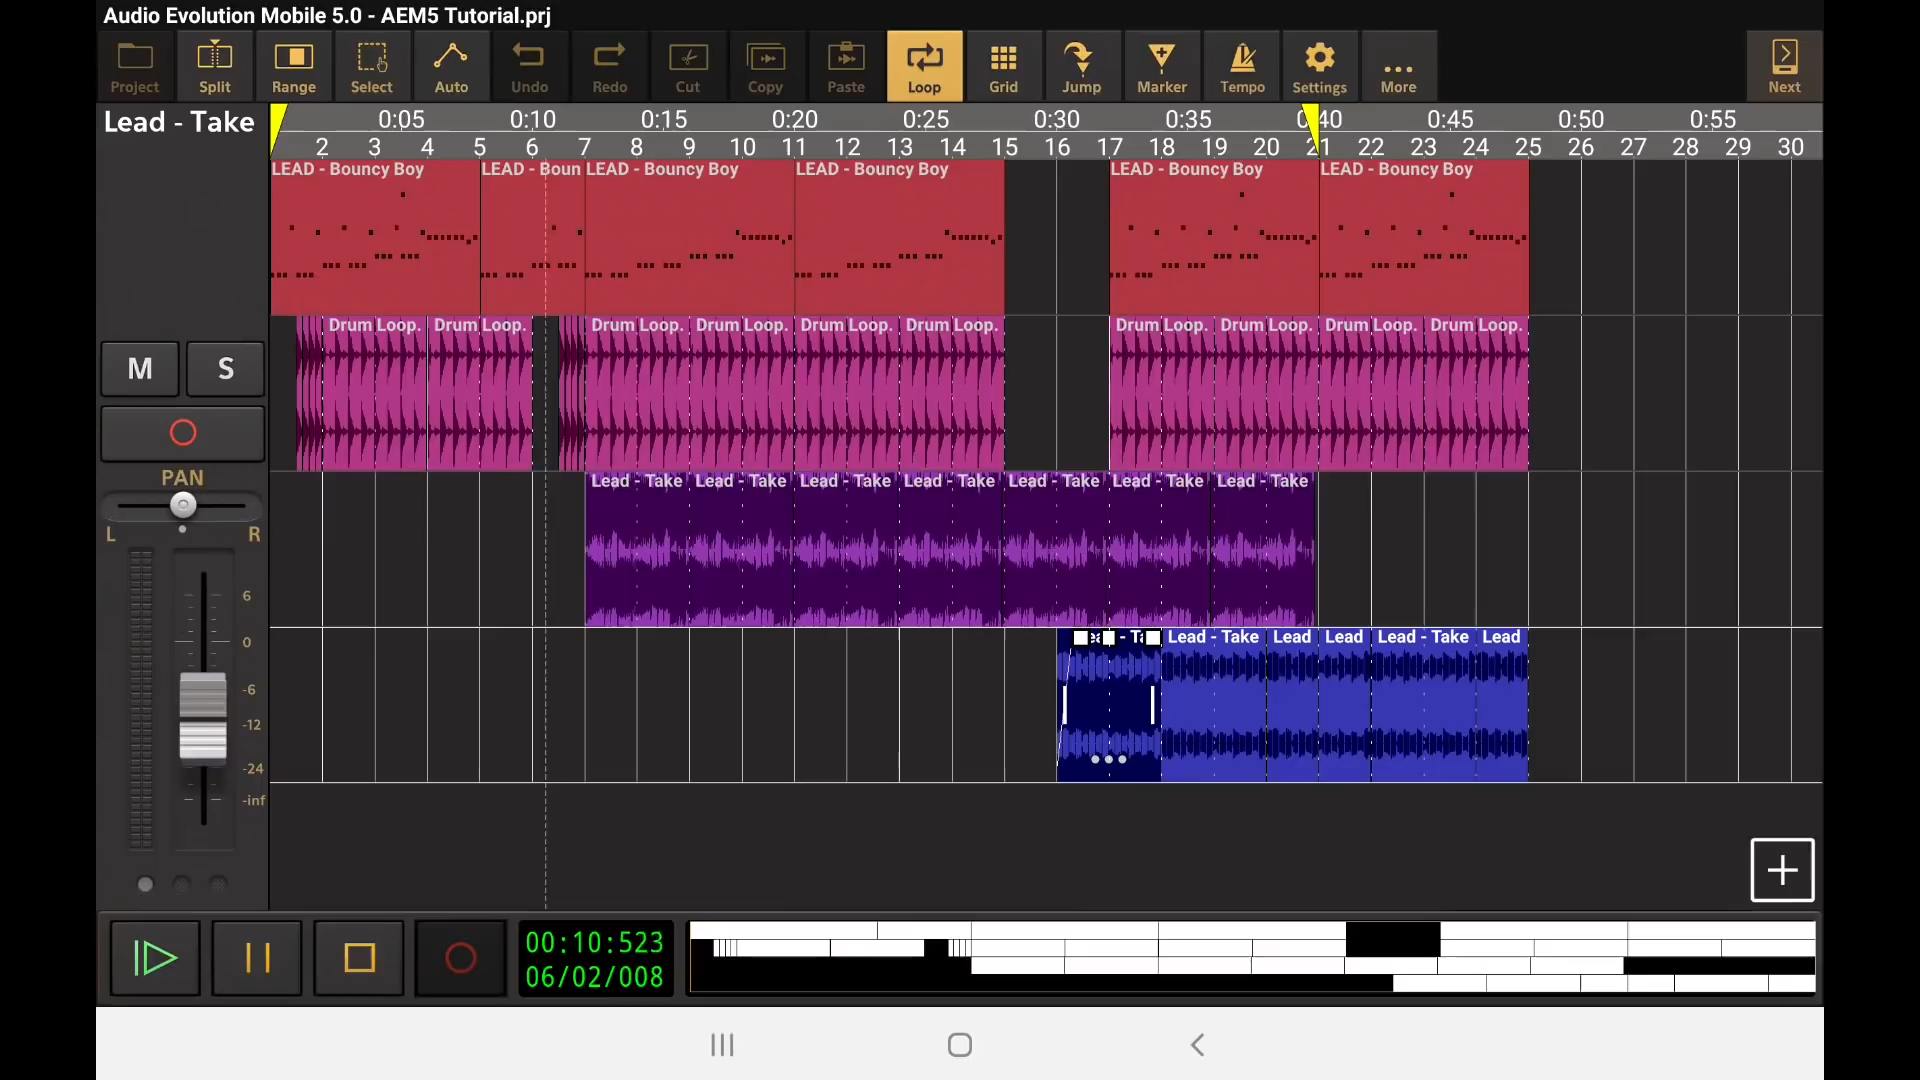 Audio Evolution Mobile 5.0 - AEM5 Tutorial.prj
Project Split Range Select Auto Undo Redo Cut Copy Paste Loop Grid Jump Marker Tempo Settings More Next
Lead - Take
0:05 0:10 0:15 0:20 0:25 0:30 0:35 0:40 0:45 0:50 0:55
2 3 4 5 6 7 8 9 10 11 12 13 14 15 16 17 18 19 20 21 22 23 24 25 26 27 28 29 30
LEAD - Bouncy Boy LEAD - Boun LEAD - Bouncy Boy LEAD - Bouncy Boy LEAD - Bouncy Boy LEAD - Bouncy Boy
Drum Loop. Drum Loop. Drum Loop. Drum Loop. Drum Loop. Drum Loop. Drum Loop. Drum Loop. Drum Loop. Drum Loop.
M S
PAN
L R
Lead - Take Lead - Take Lead - Take Lead - Take Lead - Take Lead - Take Lead - Take
Lead - Take Lead Lead Lead - Take Lead
6
0
-6
-12
-24
-inf
00:10:523
06/02/008